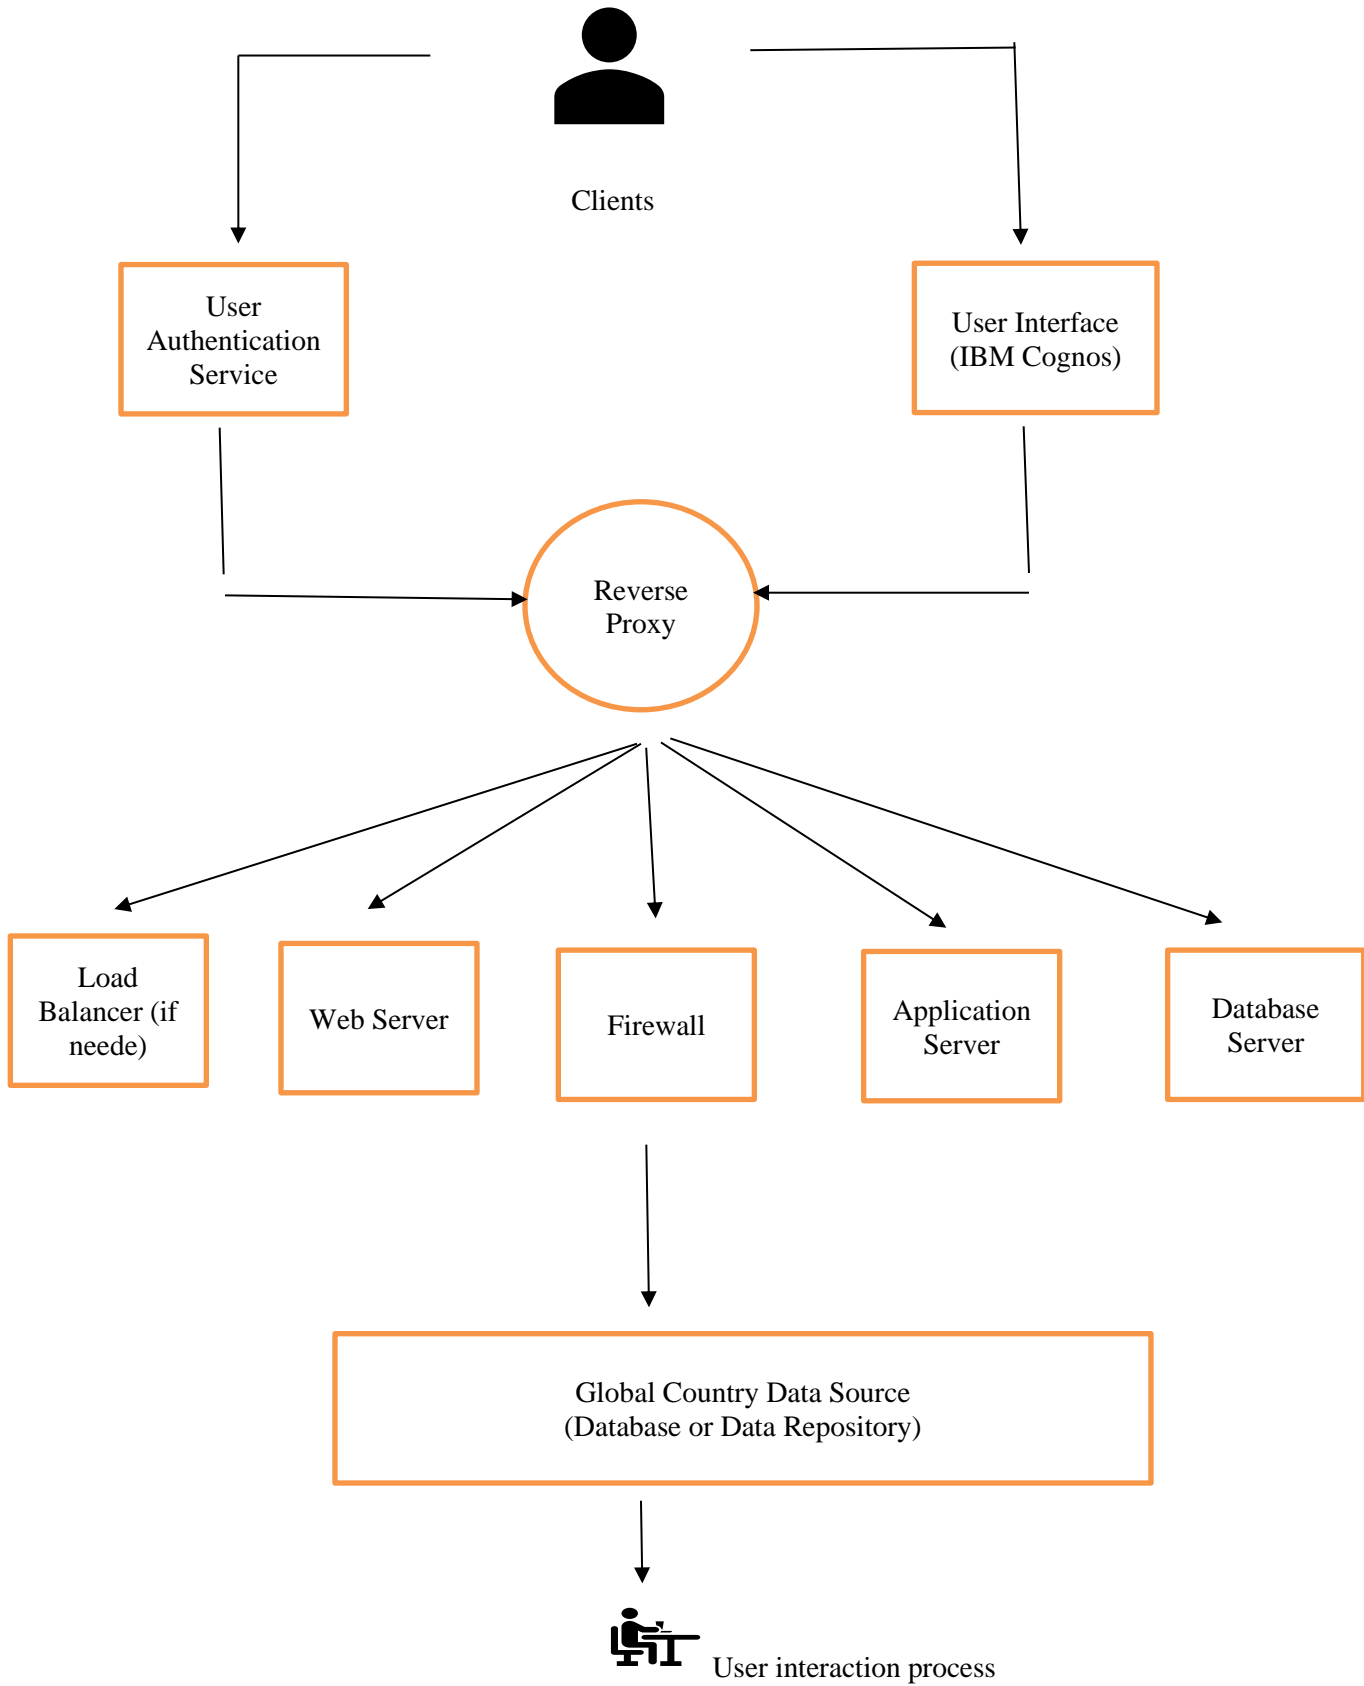 Clients
User
Authentication
Service
User Interface
(IBM Cognos)
Reverse
Proxy
Load
Balancer (if
neede)
Web Server
Firewall
Application
Server
Database
Server
Global Country Data Source
(Database or Data Repository)
User interaction process